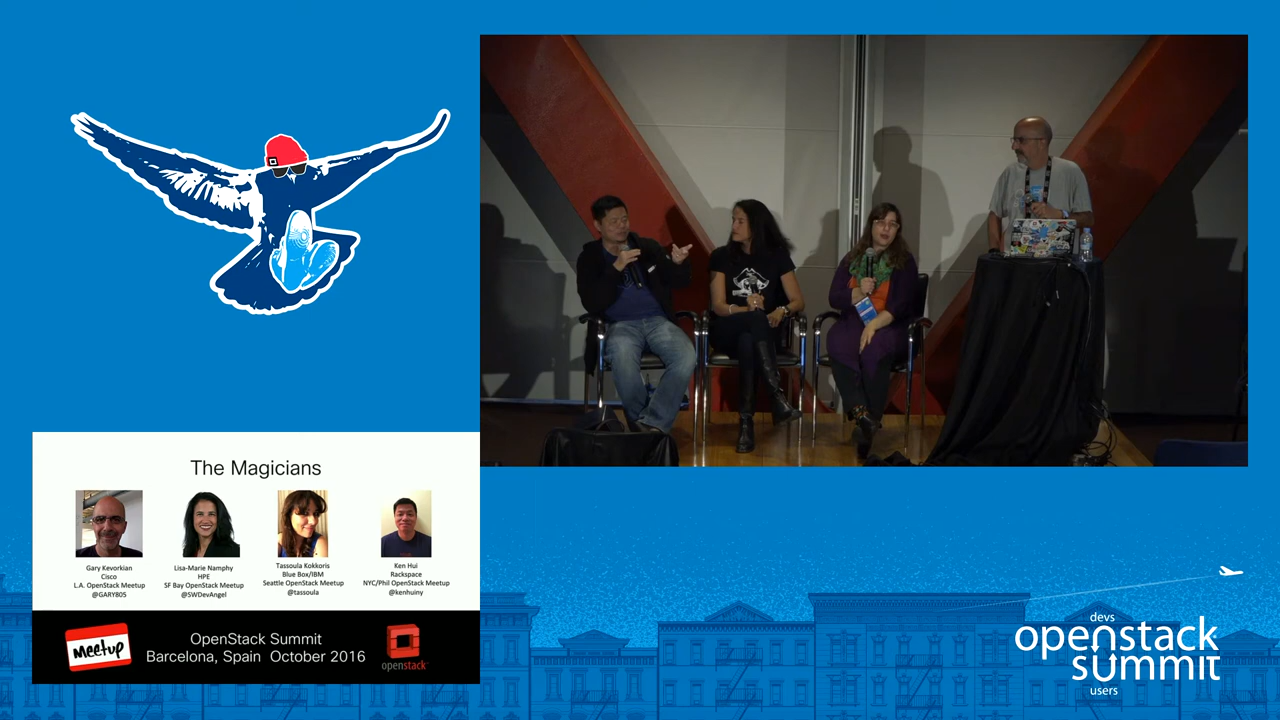 The Magicians
Gary Kevorkian
Cisco
L.A. OpenStack Meetup
@GARY805
Lisa-Marie Namphy
HPE
SF Bay OpenStack Meetup
@SWDevAngel
Tassoula Kokkoris
Blue Box/IBM
Seattle OpenStack Meetup
@tassoula
Ken Hui
Rackspace
NYC/Phil OpenStack Meetup
@kenhuiny
Meetup
OpenStack Summit
Barcelona, Spain October 2016
openstack
devs
openstack
summit
users